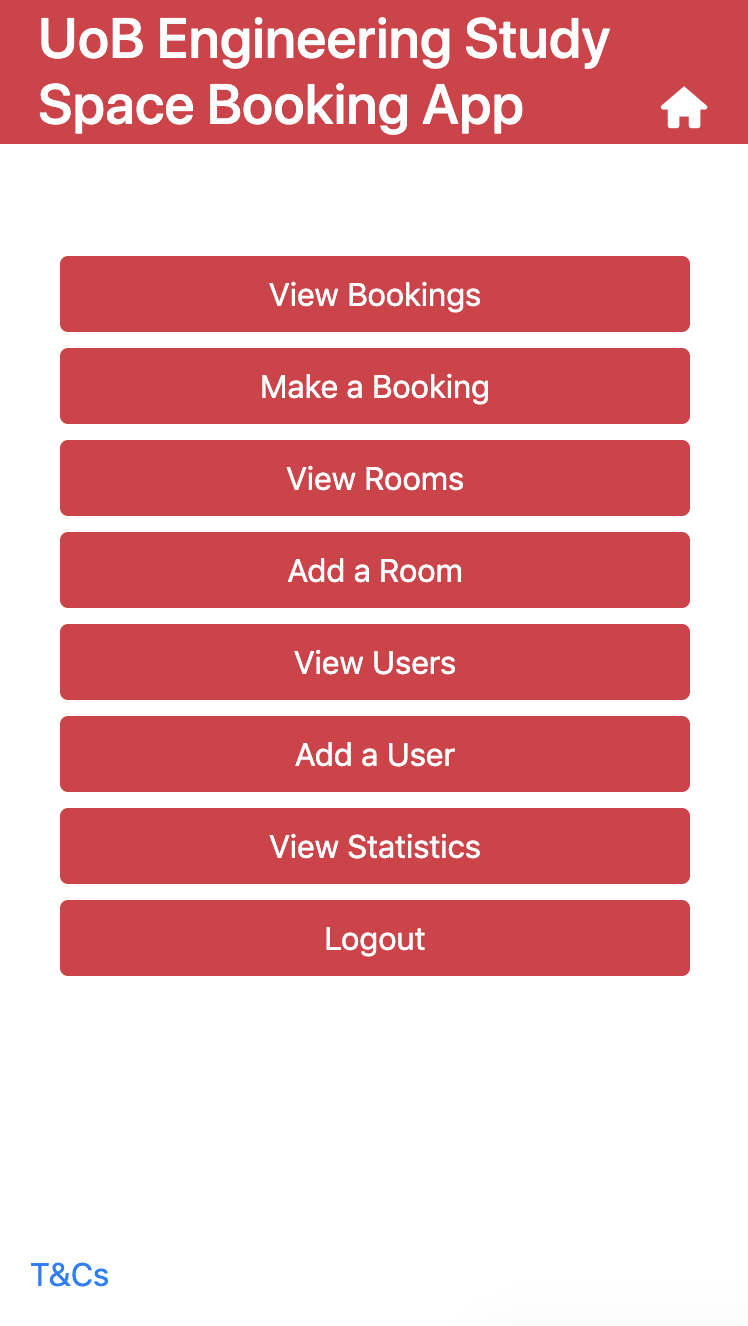 UoB Engineering Study
Space Booking App
View Bookings
Make a Booking
View Rooms
Add a Room
View Users
Add a User
View Statistics
Logout
T&Cs